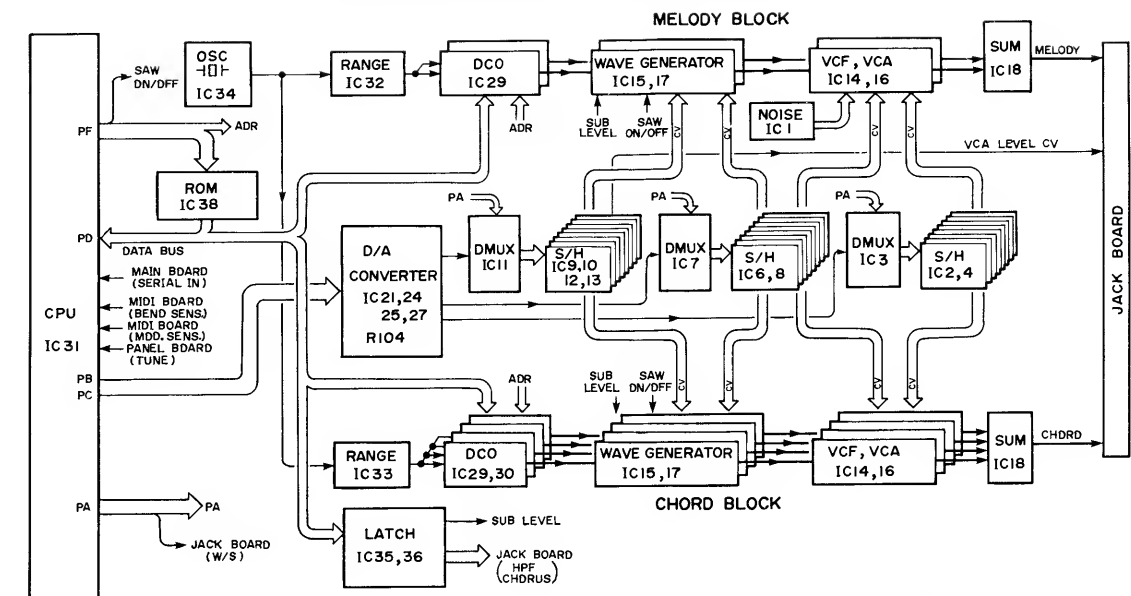 MELODY BLOCK
SAW
DN/DFF
OSC
IC34
RANGE
IC32
DCO
IC29
WAVE GENERATOR
IC15,17
VCF, VCA
IC14,16
SUM
IC18
MELODY
PF
ADR
ADR
SUB
LEVEL
SAW
ON/OFF
NOISE
IC1
CV
CV
CV
CV
VCA LEVEL CV
ROM
IC38
PD
DATA BUS
D/A
CONVERTER
IC21,24
25,27
R104
PA
DMUX
IC11
S/H
IC9,10
12,13
PA
DMUX
IC7
S/H
IC6,8
PA
DMUX
IC3
S/H
IC2,4
JACK BOARD
CPU
IC31
MAIN BOARD
(SERIAL IN)
MIDI BDARD
(BEND SENS.)
MIDI BOARD
(MDD. SENS.)
PANEL BDARD
(TUNE)
PB
PC
ADR
SUB
LEVEL
SAW
DN/DFF
CV
CV
CV
CV
RANGE
IC33
DCO
IC29,30
WAVE GENERATOR
IC15,17
VCF, VCA
IC14,16
SUM
IC18
CHDRD
CHORD BLOCK
PA
PA
JACK BOARD
(W/S)
LATCH
IC35,36
SUB LEVEL
JACK BOARD
(HPF
CHDRUS)